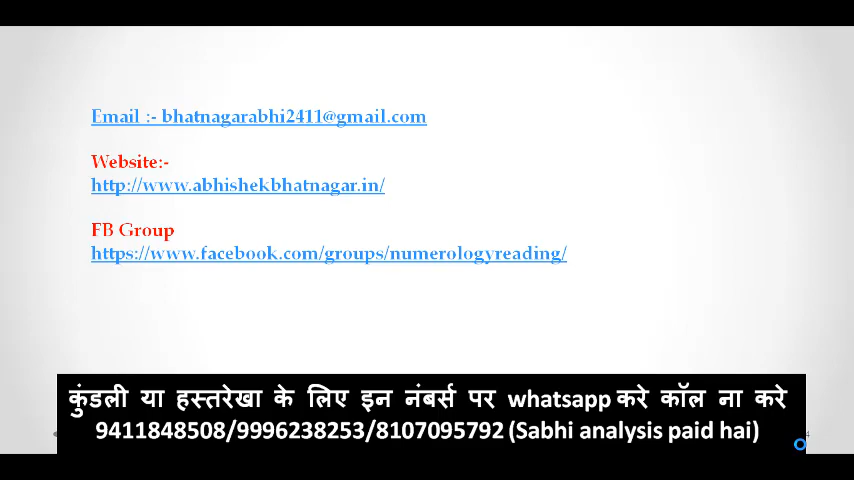 Email :- bhatnagarabhi2411@gmail.com
Website:-
http://www.abhishekbhatnagar.in/
FB Group
https://www.facebook.com/groups/numerologyreading/
कुंडली या हस्तरेखा के लिए इन नंबर्स पर whatsapp करे कॉल ना करे
9411848508/9996238253/8107095792 (Sabhi analysis paid hai)